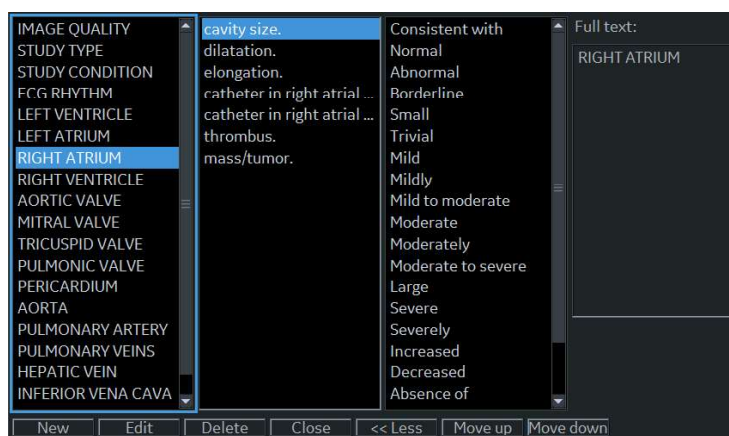 IMAGE QUALITY
STUDY TYPE
STUDY CONDITION
ECG RHYTHM
LEFT VENTRICLE
LEFT ATRIUM
RIGHT ATRIUM
RIGHT VENTRICLE
AORTIC VALVE
MITRAL VALVE
TRICUSPID VALVE
PULMONIC VALVE
PERICARDIUM
AORTA
PULMONARY ARTERY
PULMONARY VEINS
HEPATIC VEIN
INFERIOR VENA CAVA
cavity size.
dilatation.
elongation.
catheter in right atrial ...
catheter in right atrial ...
thrombus.
mass/tumor.
Consistent with
Normal
Abnormal
Borderline
Small
Trivial
Mild
Mildly
Mild to moderate
Moderate
Moderately
Moderate to severe
Large
Severe
Severely
Increased
Decreased
Absence of
Full text:
RIGHT ATRIUM
New Edit Delete Close << Less Move up Move down